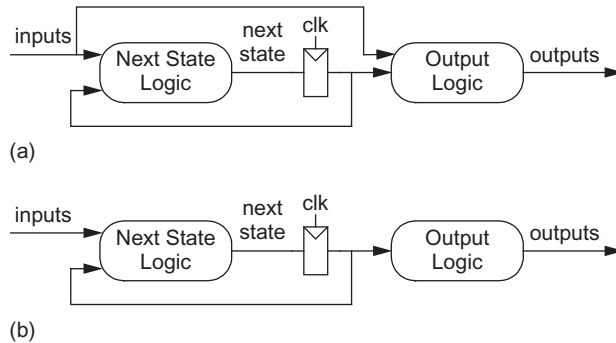 inputs
Next State
Logic
next
state
clk
Output
Logic
outputs
(a)
inputs
Next State
Logic
next
state
clk
Output
Logic
outputs
(b)